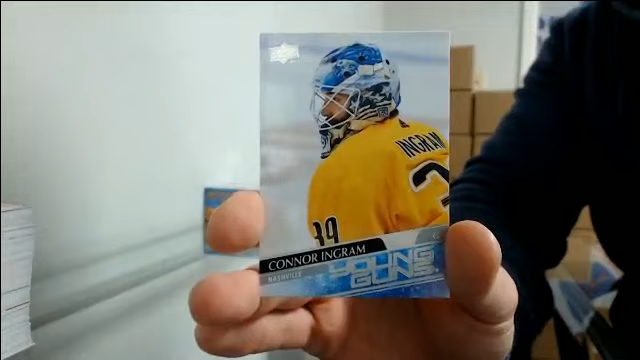 INGRAM
39
CONNOR INGRAM
NASHVILLE
YOUNG
GUNS